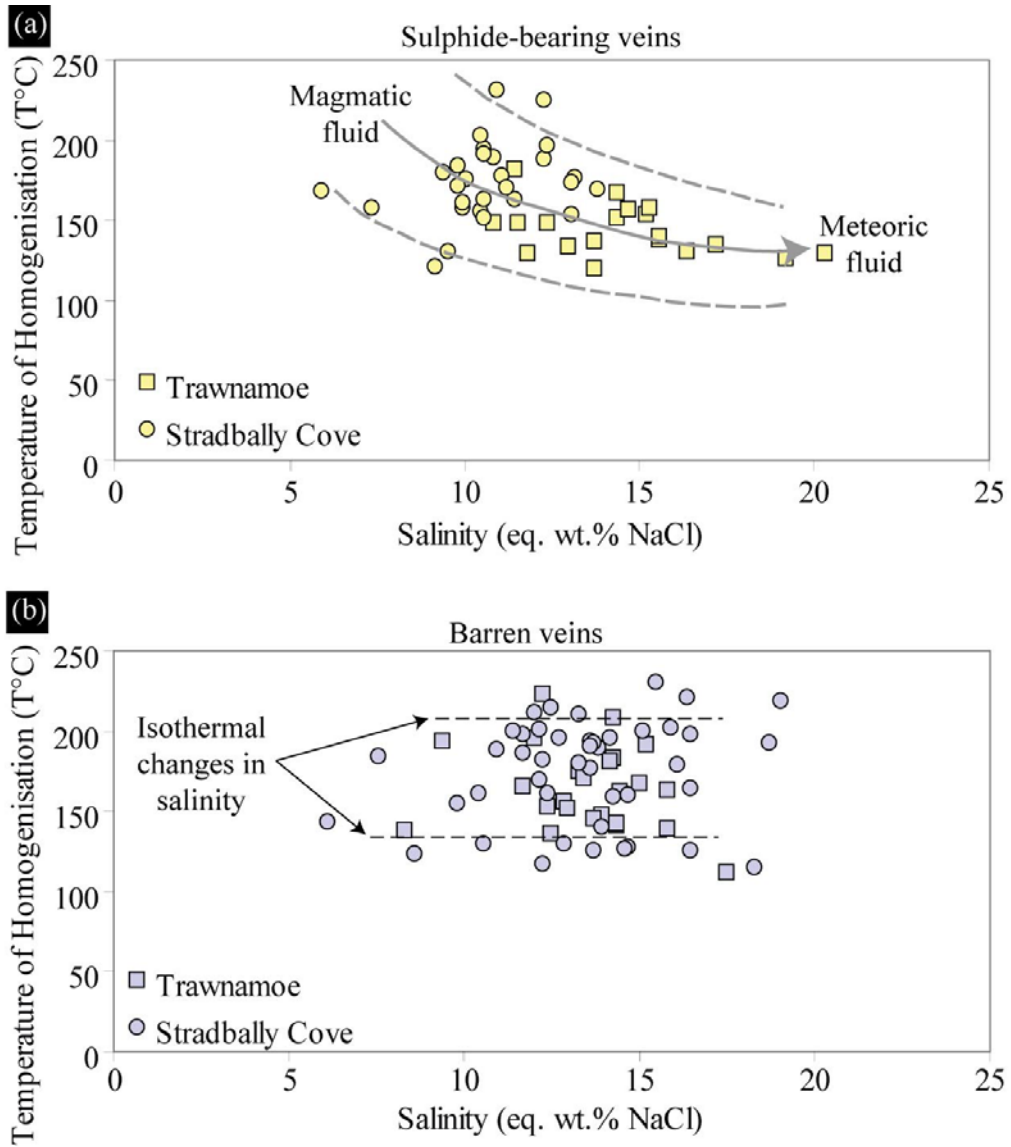 (a)
Sulphide-bearing veins
Temperature of Homogenisation (T°C)
250
200
150
100
50
0
Magmatic
fluid
Meteoric
fluid
Trawnamoe
Stradbally Cove
0 5 10 15 20 25
Salinity (eq. wt.% NaCl)
(b)
Barren veins
Temperature of Homogenisation (T°C)
250
200
150
100
50
0
Isothermal
changes in
salinity
Trawnamoe
Stradbally Cove
0 5 10 15 20 25
Salinity (eq. wt.% NaCl)